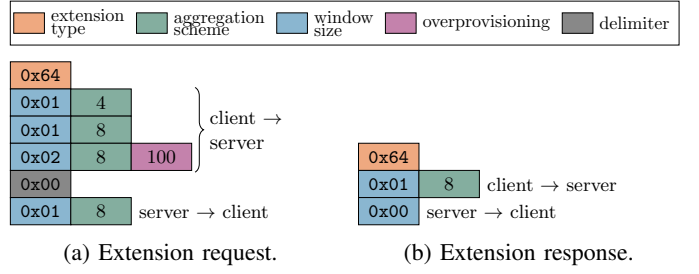 extension type
aggregation scheme
window size
overprovisioning
delimiter
0x64
0x01 4
0x01 8
0x02 8 100
client → server
0x00
0x01 8 server → client
(a) Extension request.
0x64
0x01 8 client → server
0x00 server → client
(b) Extension response.